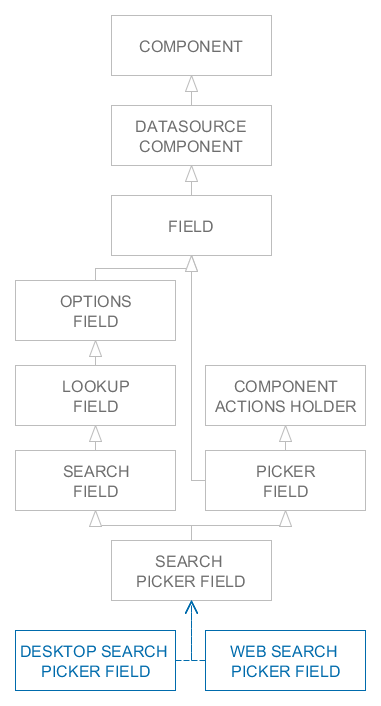 COMPONENT
DATASOURCE
COMPONENT
FIELD
OPTIONS
FIELD
LOOKUP
FIELD
COMPONENT
ACTIONS HOLDER
SEARCH
FIELD
PICKER
FIELD
SEARCH
PICKER FIELD
DESKTOP SEARCH
PICKER FIELD
WEB SEARCH
PICKER FIELD